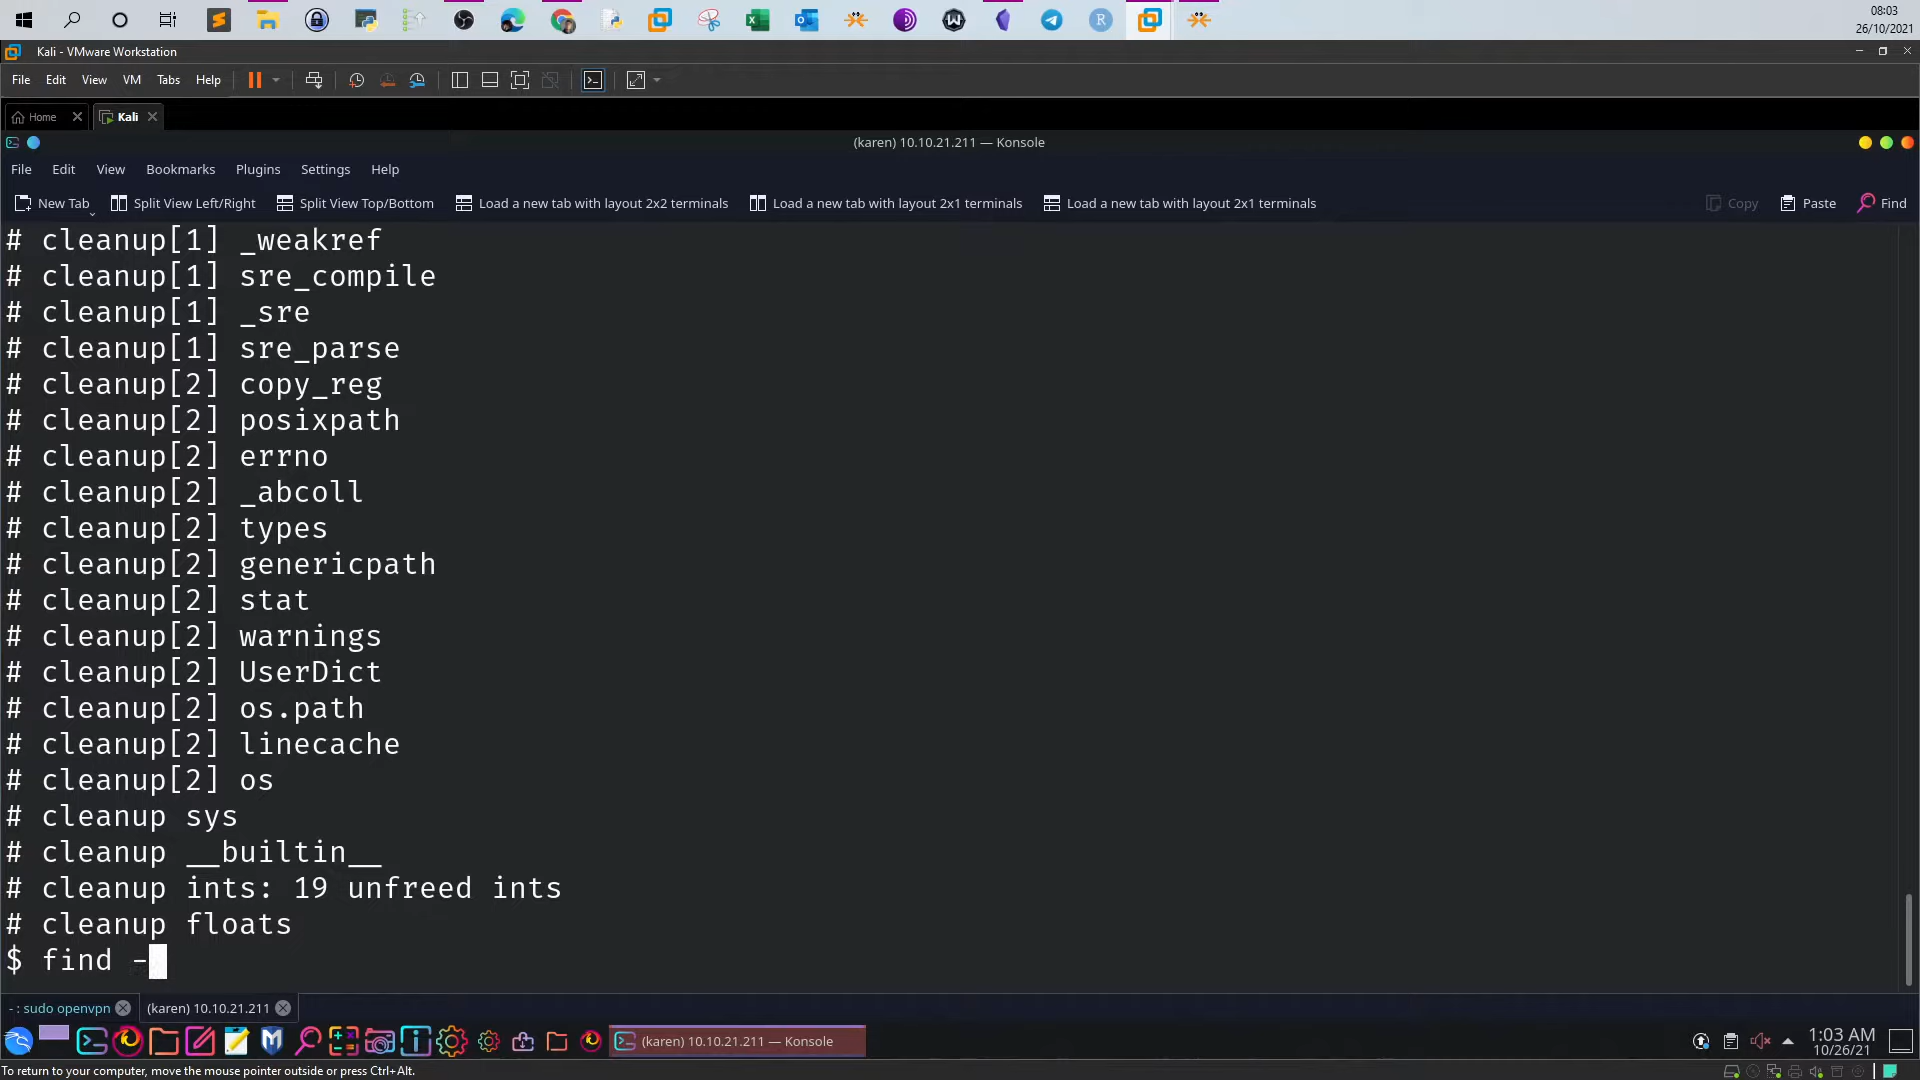 08:03
26/10/2021
Kali - VMware Workstation
File Edit View VM Tabs Help
Home Kali
(karen) 10.10.21.211 — Konsole
File Edit View Bookmarks Plugins Settings Help
New Tab Split View Left/Right Split View Top/Bottom Load a new tab with layout 2x2 terminals Load a new tab with layout 2x1 terminals Load a new tab with layout 2x1 terminals Copy Paste Find
# cleanup[1] _weakref
# cleanup[1] sre_compile
# cleanup[1] _sre
# cleanup[1] sre_parse
# cleanup[2] copy_reg
# cleanup[2] posixpath
# cleanup[2] errno
# cleanup[2] _abcoll
# cleanup[2] types
# cleanup[2] genericpath
# cleanup[2] stat
# cleanup[2] warnings
# cleanup[2] UserDict
# cleanup[2] os.path
# cleanup[2] linecache
# cleanup[2] os
# cleanup sys
# cleanup __builtin__
# cleanup ints: 19 unfreed ints
# cleanup floats
$ find -
- : sudo openvpn (karen) 10.10.21.211
(karen) 10.10.21.211 — Konsole
1:03 AM
10/26/21
To return to your computer, move the mouse pointer outside or press Ctrl+Alt.